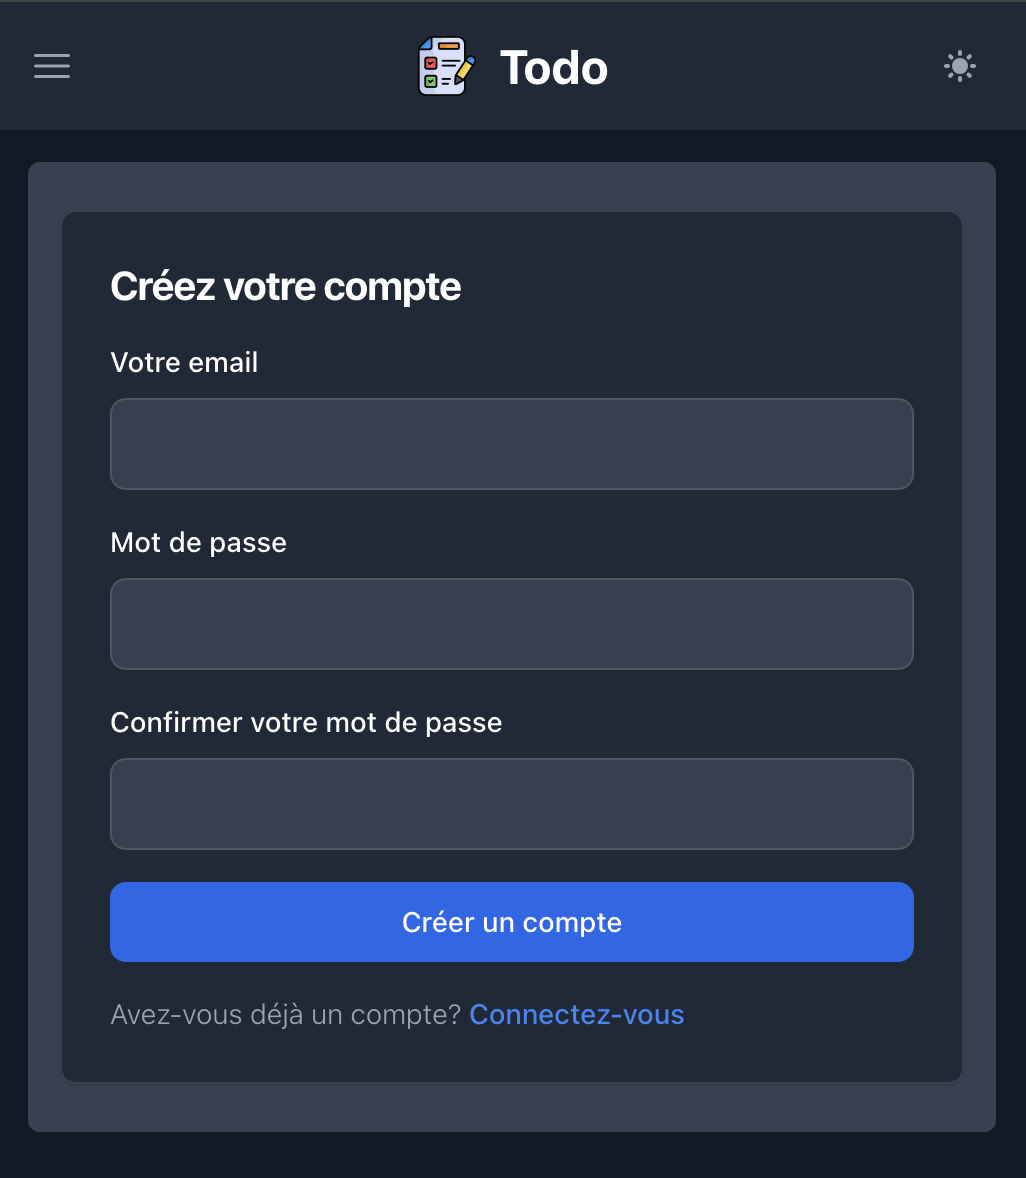 Todo
Créez votre compte
Votre email
Mot de passe
Confirmer votre mot de passe
Créer un compte
Avez-vous déjà un compte? Connectez-vous